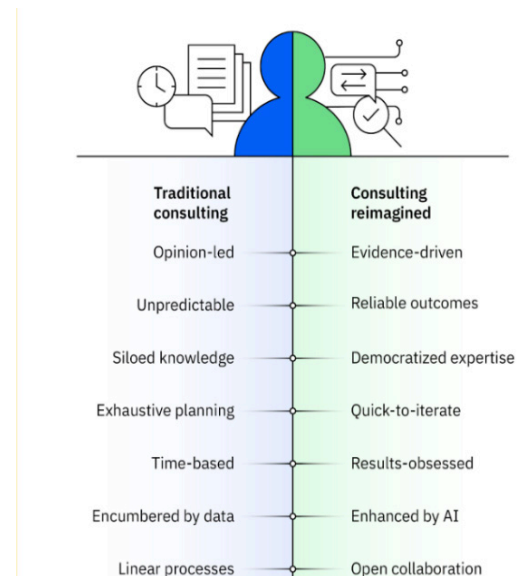 Traditional
consulting
Consulting
reimagined
Opinion-led
Evidence-driven
Unpredictable
Reliable outcomes
Siloed knowledge
Democratized expertise
Exhaustive planning
Quick-to-iterate
Time-based
Results-obsessed
Encumbered by data
Enhanced by AI
Linear processes
Open collaboration